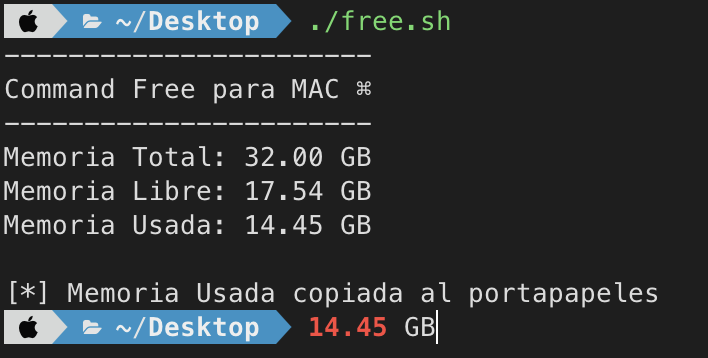 ~/Desktop ./free.sh
-----------------------
Command Free para MAC ⌘
-----------------------
Memoria Total: 32.00 GB
Memoria Libre: 17.54 GB
Memoria Usada: 14.45 GB
[*] Memoria Usada copiada al portapapeles
~/Desktop 14.45 GB